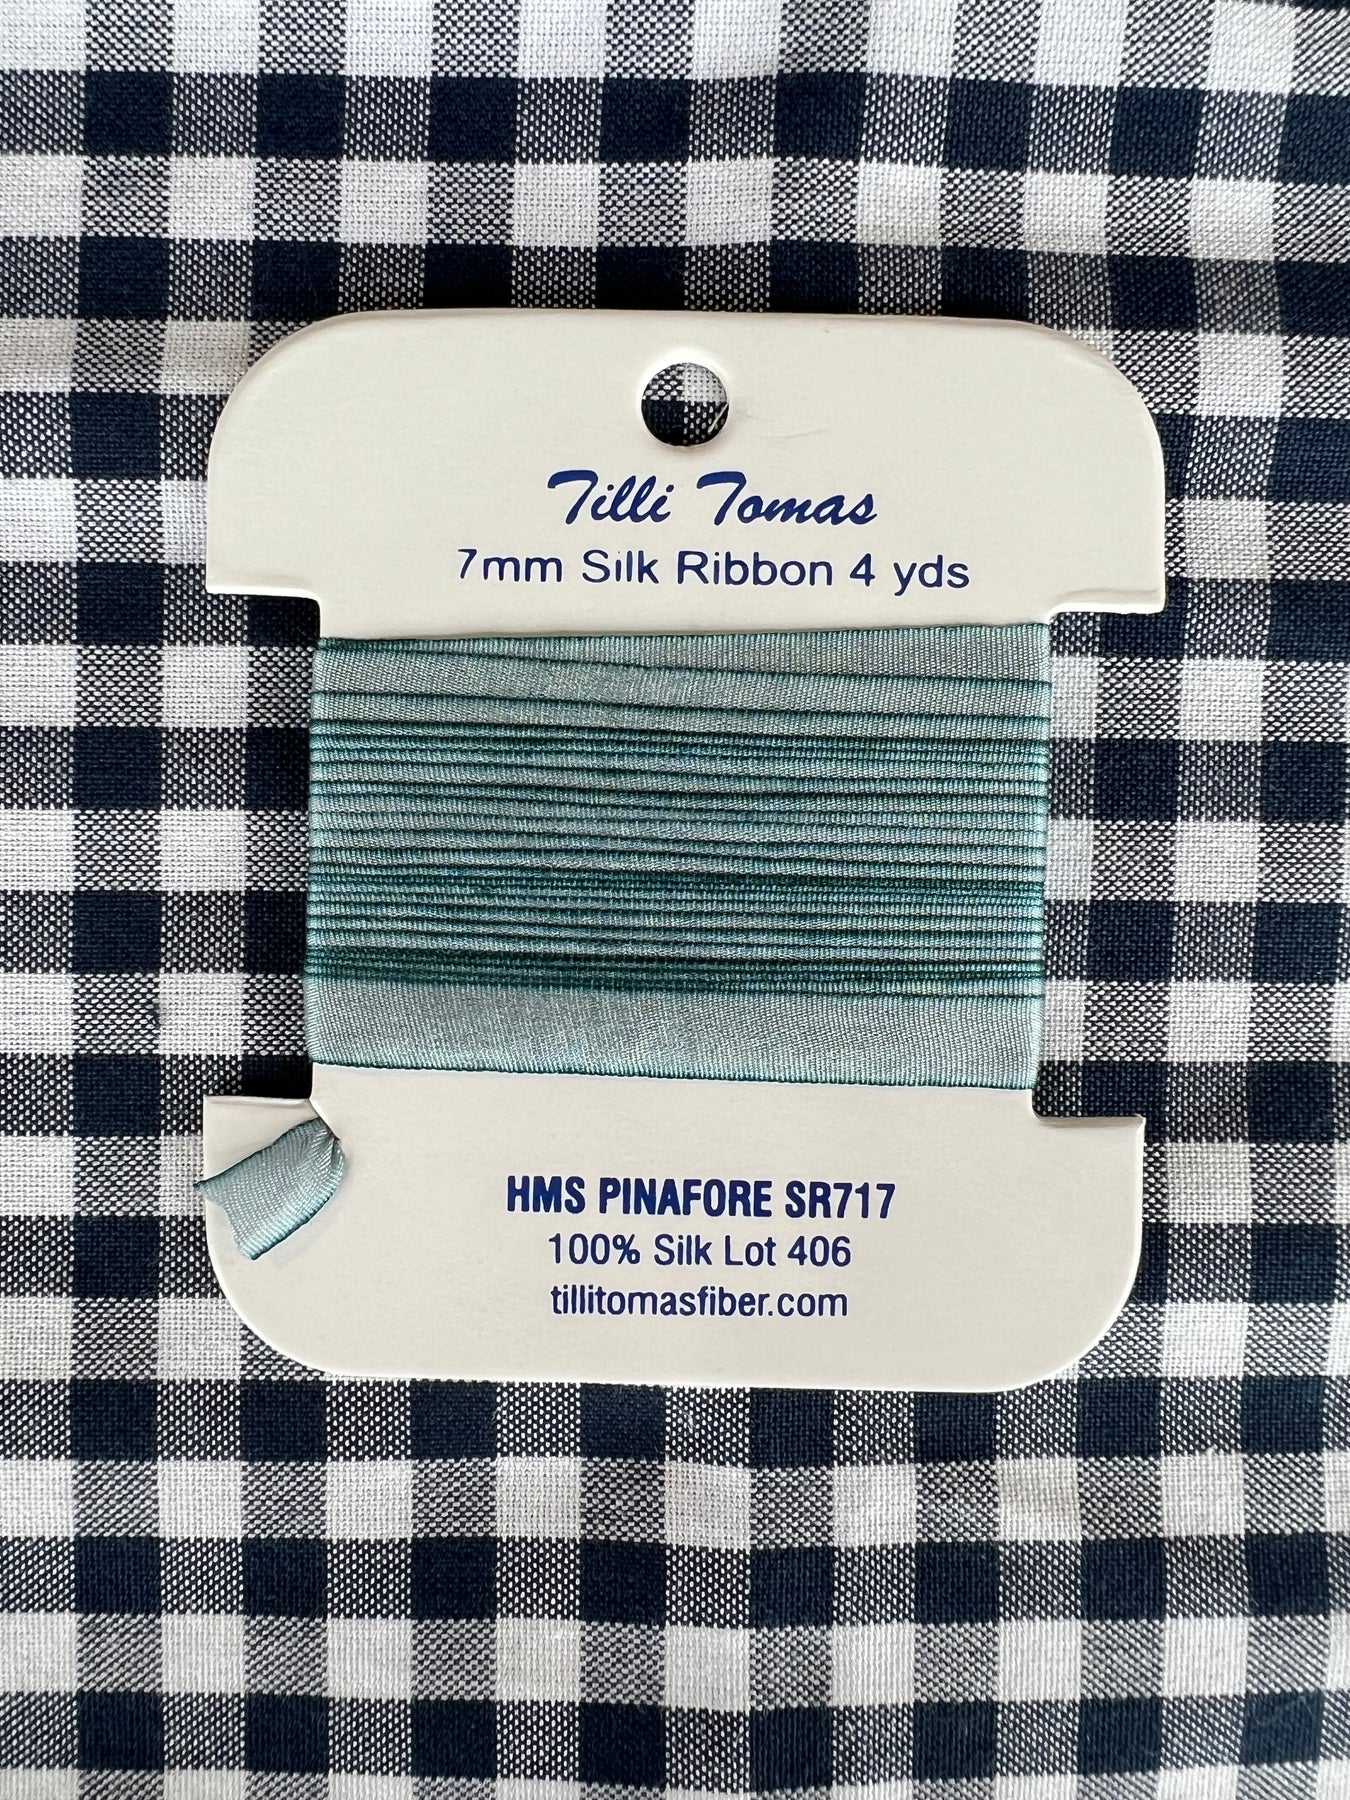 Tilli Tomas
7mm Silk Ribbon 4 yds
HMS PINAFORE SR717
100% Silk Lot 406
tillitomasfiber.com